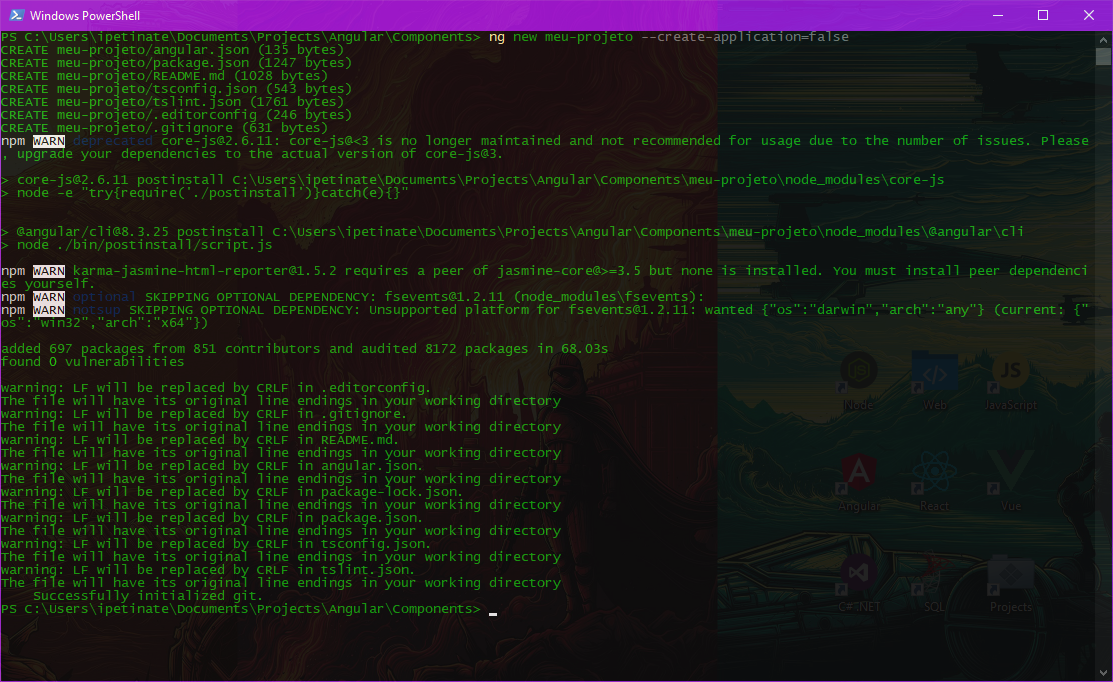 Windows PowerShell
PS C:\Users\ipetinate\Documents\Projects\Angular\Components> ng new meu-projeto --create-application=false
CREATE meu-projeto/angular.json (135 bytes)
CREATE meu-projeto/package.json (1247 bytes)
CREATE meu-projeto/README.md (1028 bytes)
CREATE meu-projeto/tsconfig.json (543 bytes)
CREATE meu-projeto/tslint.json (1761 bytes)
CREATE meu-projeto/.editorconfig (246 bytes)
CREATE meu-projeto/.gitignore (631 bytes)
npm WARN deprecated core-js@2.6.11: core-js@<3 is no longer maintained and not recommended for usage due to the number of issues. Please
, upgrade your dependencies to the actual version of core-js@3.
> core-js@2.6.11 postinstall C:\Users\ipetinate\Documents\Projects\Angular\Components\meu-projeto\node_modules\core-js
> node -e "try{require('./postinstall')}catch(e){}"
> @angular/cli@8.3.25 postinstall C:\Users\ipetinate\Documents\Projects\Angular\Components\meu-projeto\node_modules\@angular\cli
> node ./bin/postinstall/script.js
npm WARN karma-jasmine-html-reporter@1.5.2 requires a peer of jasmine-core@>=3.5 but none is installed. You must install peer dependenci
es yourself.
npm WARN optional SKIPPING OPTIONAL DEPENDENCY: fsevents@1.2.11 (node_modules\fsevents):
npm WARN notsup SKIPPING OPTIONAL DEPENDENCY: Unsupported platform for fsevents@1.2.11: wanted {"os":"darwin","arch":"any"} (current: {"
os":"win32","arch":"x64"})
added 697 packages from 851 contributors and audited 8172 packages in 68.03s
found 0 vulnerabilities
warning: LF will be replaced by CRLF in .editorconfig.
The file will have its original line endings in your working directory
warning: LF will be replaced by CRLF in .gitignore.
The file will have its original line endings in your working directory
warning: LF will be replaced by CRLF in README.md.
The file will have its original line endings in your working directory
warning: LF will be replaced by CRLF in angular.json.
The file will have its original line endings in your working directory
warning: LF will be replaced by CRLF in package-lock.json.
The file will have its original line endings in your working directory
warning: LF will be replaced by CRLF in package.json.
The file will have its original line endings in your working directory
warning: LF will be replaced by CRLF in tsconfig.json.
The file will have its original line endings in your working directory
warning: LF will be replaced by CRLF in tslint.json.
The file will have its original line endings in your working directory
Successfully initialized git.
PS C:\Users\ipetinate\Documents\Projects\Angular\Components>
JS
Node Web JavaScript
Angular React Vue
C# .NET SQL Projects